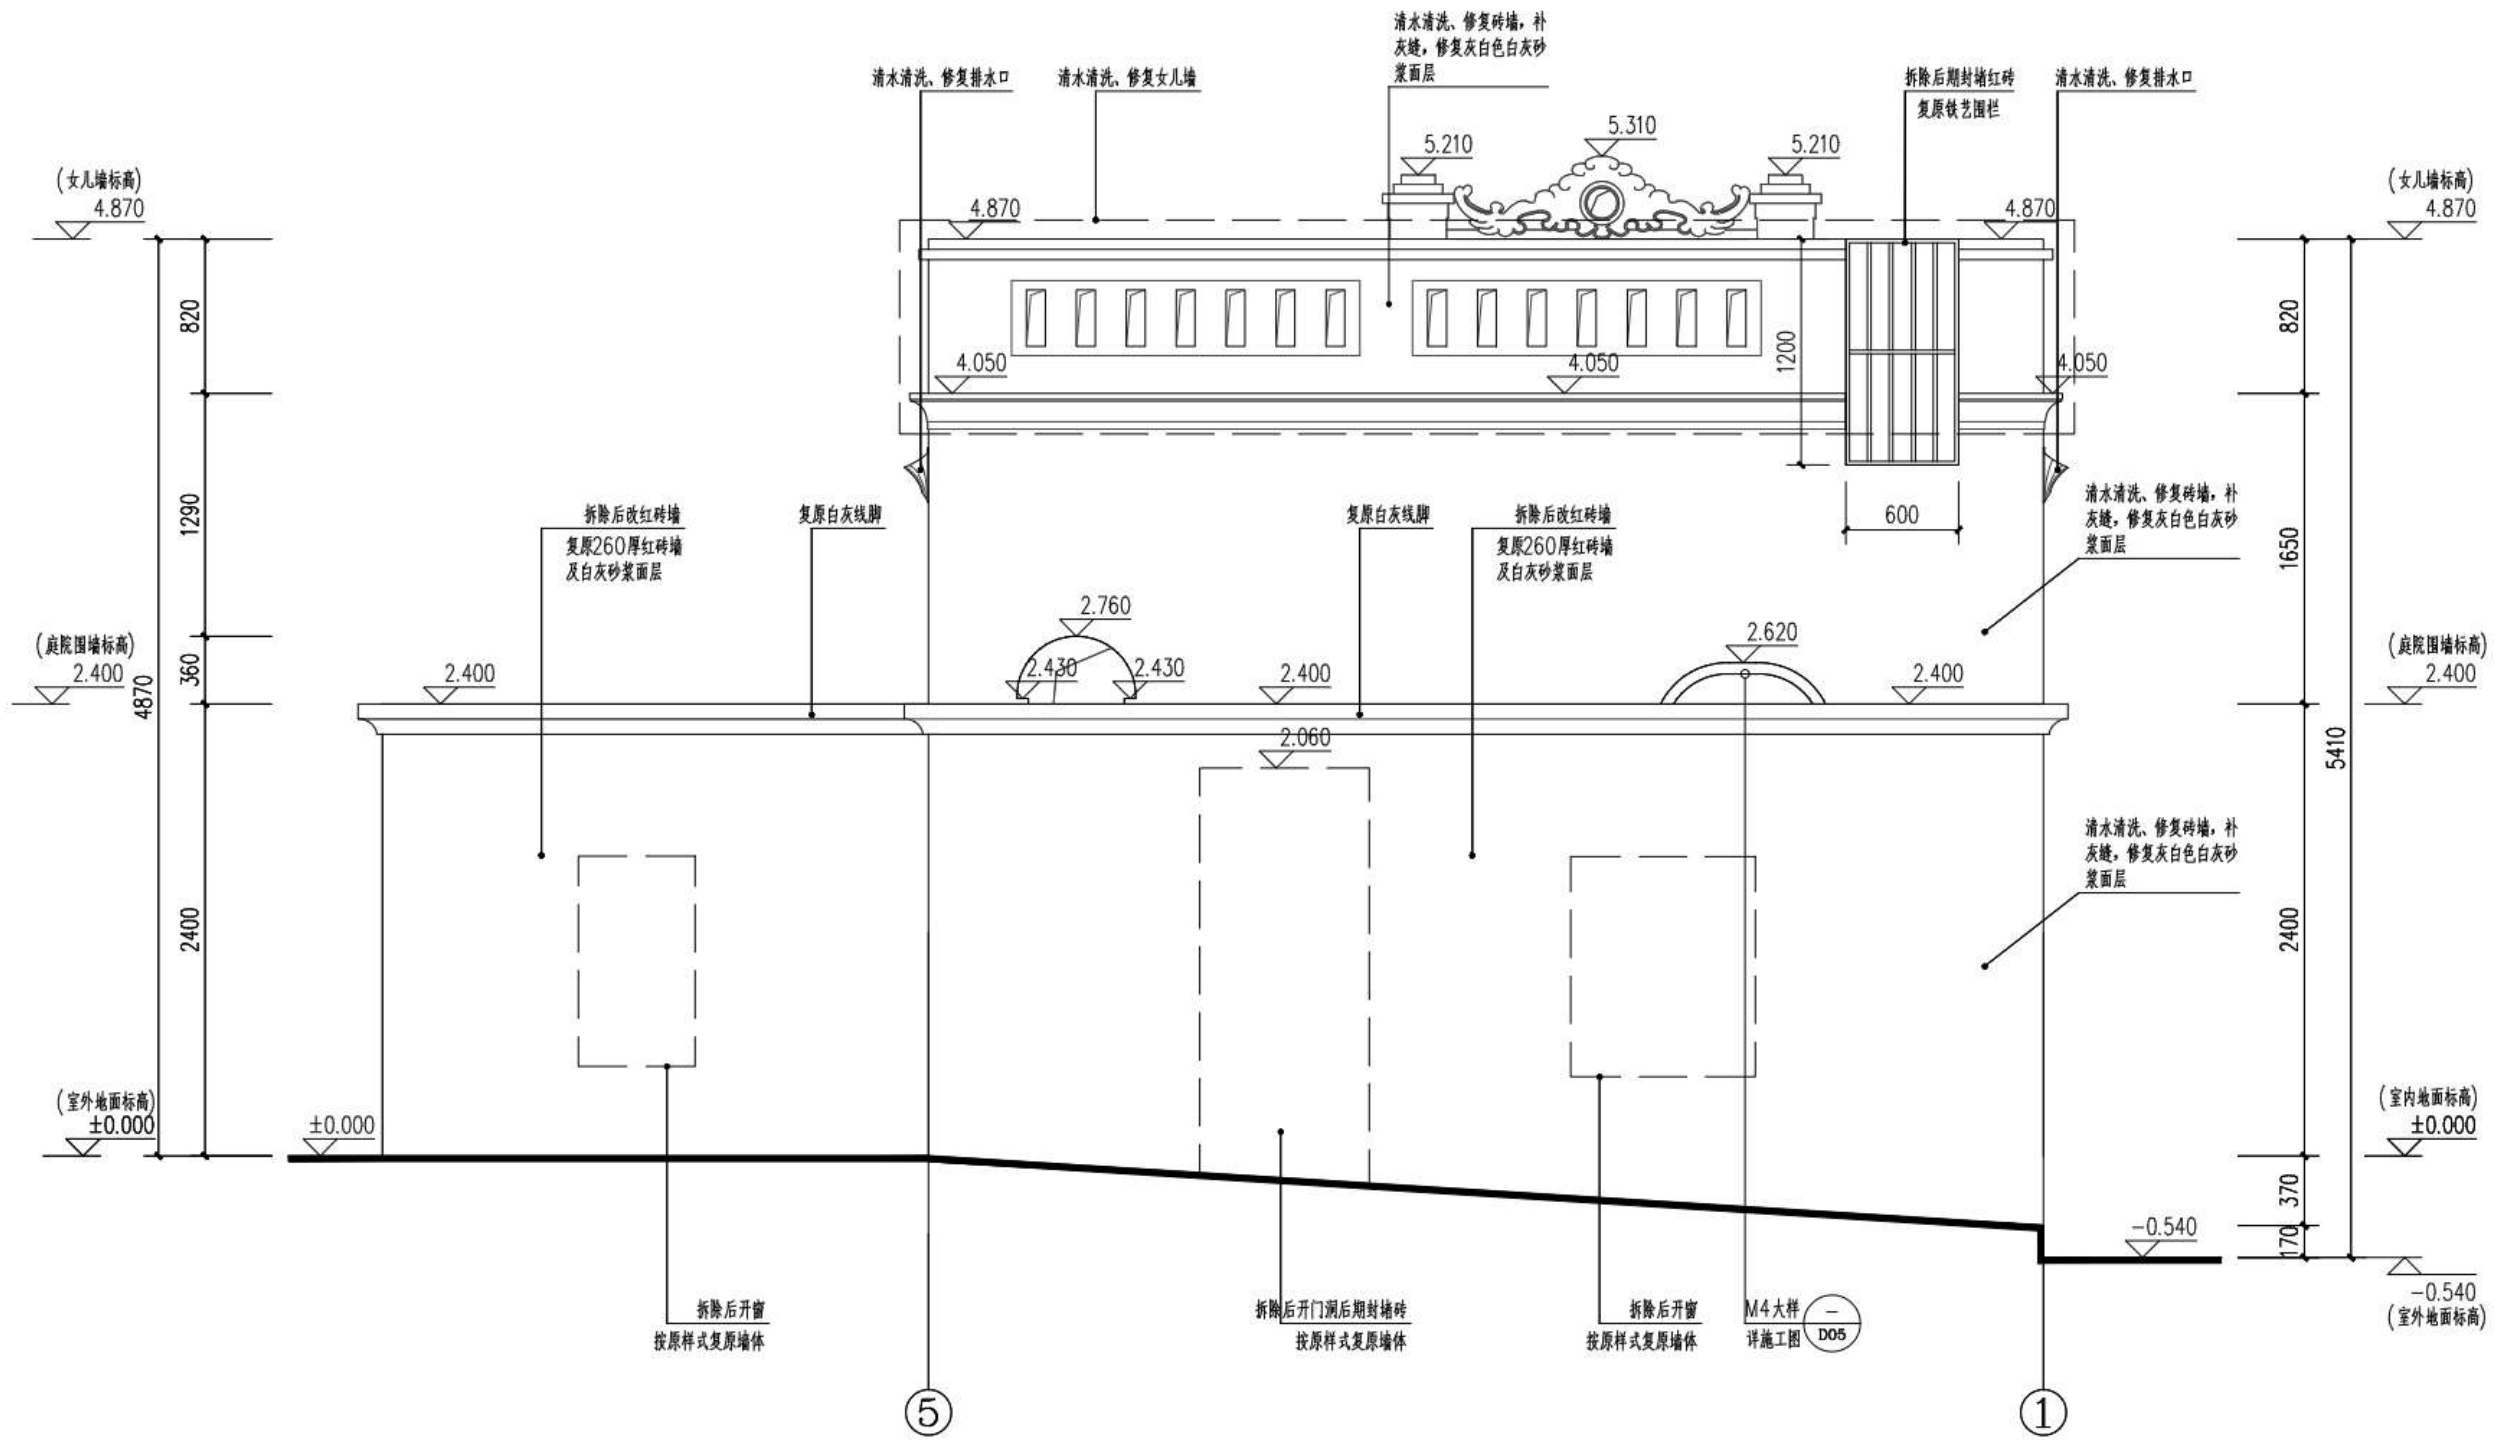 清水清洗、修复砖墙，补
灰缝，修复灰白色白灰砂
浆面层
清水清洗、修复排水口
清水清洗、修复女儿墙
拆除后期封堵红砖
复原铁艺围栏
清水清洗、修复排水口
5.310
5.210
5.210
(女儿墙标高)
4.870
4.870
4.870
(女儿墙标高)
4.870
820
820
1200
4.050
4.050
4.050
1290
600
1650
拆除后改红砖墙
复原260厚红砖墙
及白灰砂浆面层
复原白灰线脚
复原白灰线脚
拆除后改红砖墙
复原260厚红砖墙
及白灰砂浆面层
清水清洗、修复砖墙，补
灰缝，修复灰白色白灰砂
浆面层
2.760
2.620
(庭院围墙标高)
2.400
360
4870
2.400
2.430
2.430
2.400
2.400
(庭院围墙标高)
2.400
2.060
5410
清水清洗、修复砖墙，补
灰缝，修复灰白色白灰砂
浆面层
2400
2400
(室外地面标高)
±0.000
±0.000
(室内地面标高)
±0.000
370
170
-0.540
-0.540
(室外地面标高)
拆除后开窗
按原样式复原墙体
拆除后开门洞后期封堵砖
按原样式复原墙体
拆除后开窗
按原样式复原墙体
M4大样
详施工图
—
D05
5
1